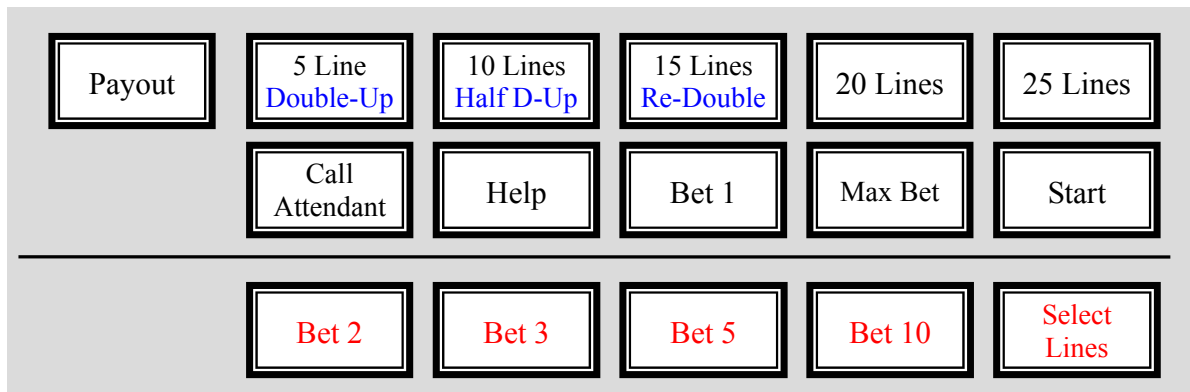 Payout
5 Line
Double-Up
10 Lines
Half D-Up
15 Lines
Re-Double
20 Lines
25 Lines
Call
Attendant
Help
Bet 1
Max Bet
Start
Bet 2
Bet 3
Bet 5
Bet 10
Select
Lines